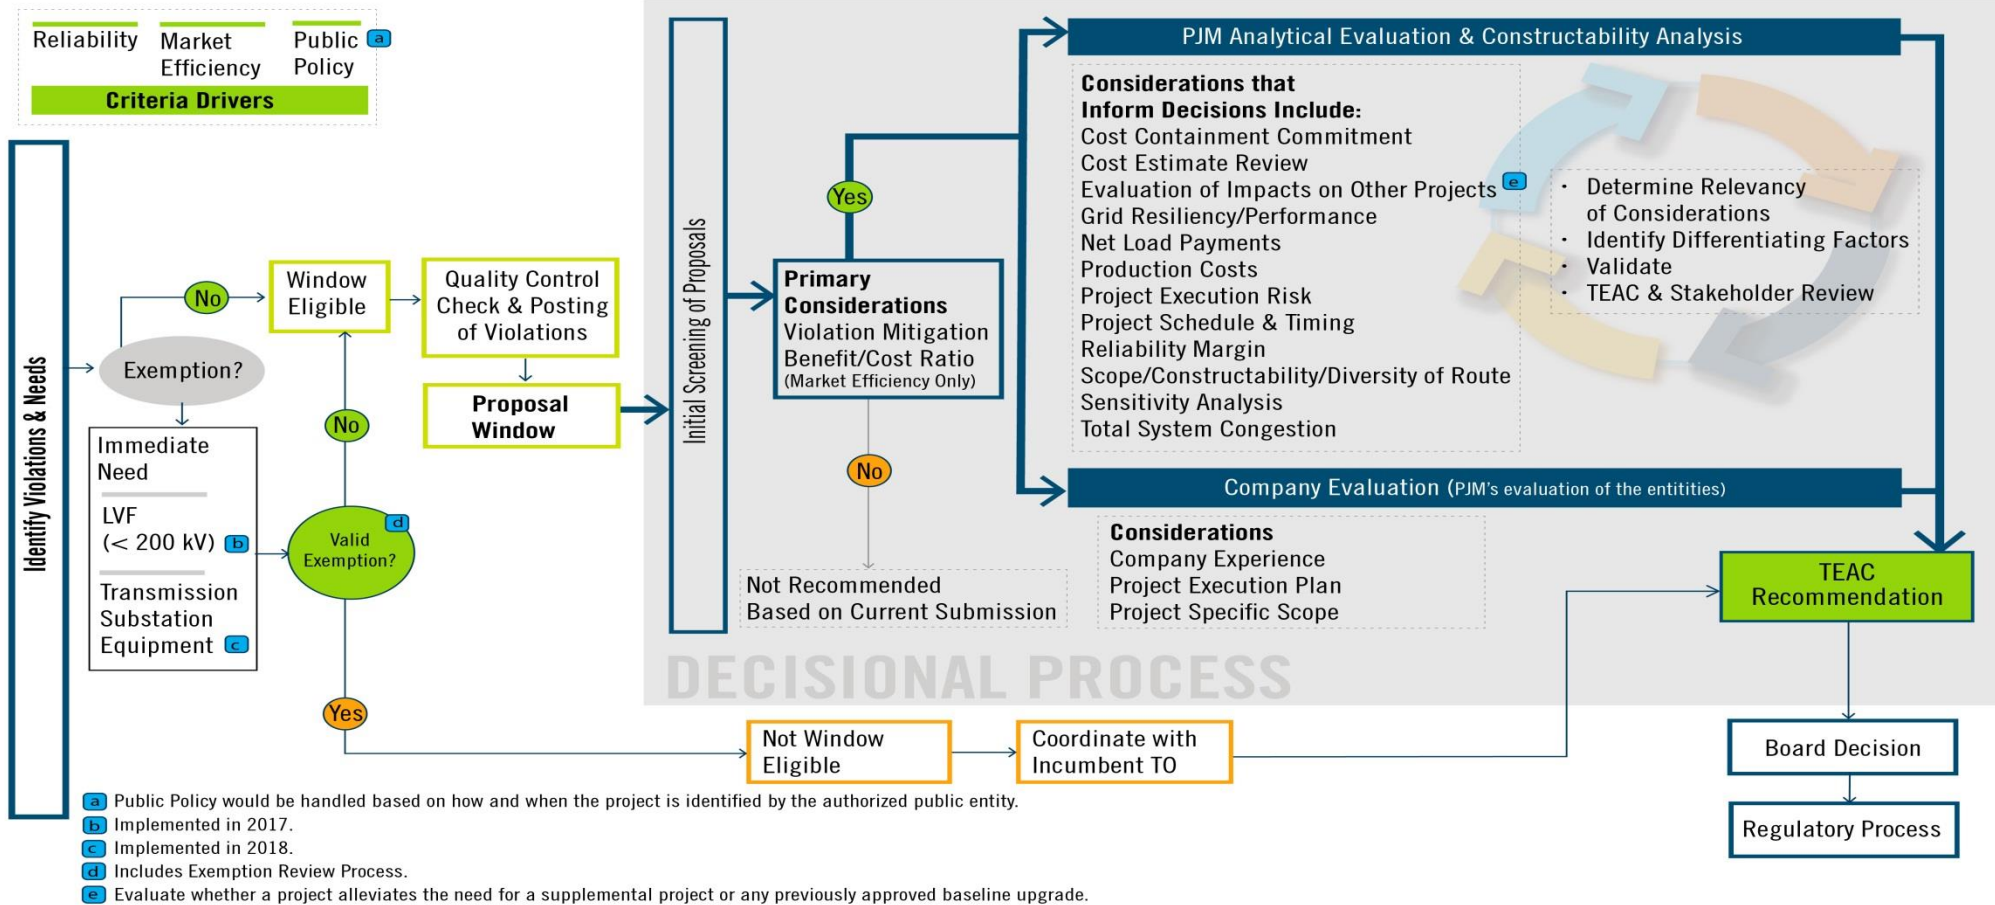 Reliability
Market
Efficiency
Public
Policy
a
Criteria Drivers
Identify Violations & Needs
Exemption?
No
Immediate
Need
LVF
(< 200 kV) b
Transmission
Substation
Equipment c
Window
Eligible
No
Valid
Exemption?
d
Yes
Quality Control
Check & Posting
of Violations
Proposal
Window
Initial Screening of Proposals
Yes
Primary
Considerations
Violation Mitigation
Benefit/Cost Ratio
(Market Efficiency Only)
No
Not Recommended
Based on Current Submission
PJM Analytical Evaluation & Constructability Analysis
Considerations that
Inform Decisions Include:
Cost Containment Commitment
Cost Estimate Review
Evaluation of Impacts on Other Projects e
Grid Resiliency/Performance
Net Load Payments
Production Costs
Project Execution Risk
Project Schedule & Timing
Reliability Margin
Scope/Constructability/Diversity of Route
Sensitivity Analysis
Total System Congestion
· Determine Relevancy
of Considerations
· Identify Differentiating Factors
· Validate
· TEAC & Stakeholder Review
Company Evaluation (PJM's evaluation of the entitities)
Considerations
Company Experience
Project Execution Plan
Project Specific Scope
DECISIONAL PROCESS
TEAC
Recommendation
Not Window
Eligible
Coordinate with
Incumbent TO
Board Decision
Regulatory Process
a Public Policy would be handled based on how and when the project is identified by the authorized public entity.
b Implemented in 2017.
c Implemented in 2018.
d Includes Exemption Review Process.
e Evaluate whether a project alleviates the need for a supplemental project or any previously approved baseline upgrade.